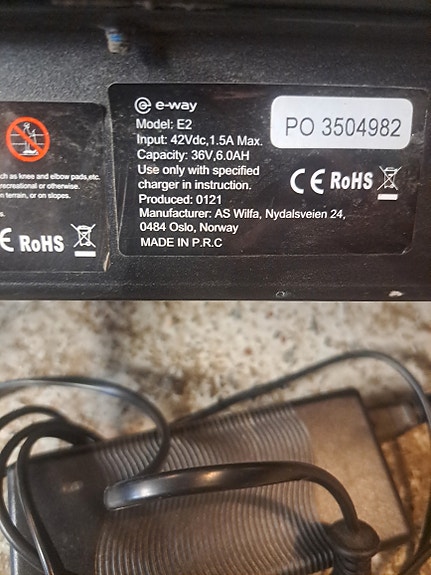 e-way
Model: E2
Input: 42Vdc,1.5A Max.
Capacity: 36V,6.0AH
Use only with specified
charger in instruction.
Produced: 0121
Manufacturer: AS Wilfa, Nydalsveien 24,
0484 Oslo, Norway
MADE IN P.R.C
PO 3504982
CE RoHS
ch as knee and elbow pads,etc.
recreational or otherwise.
n terrain, or on slopes.
s.
CE RoHS